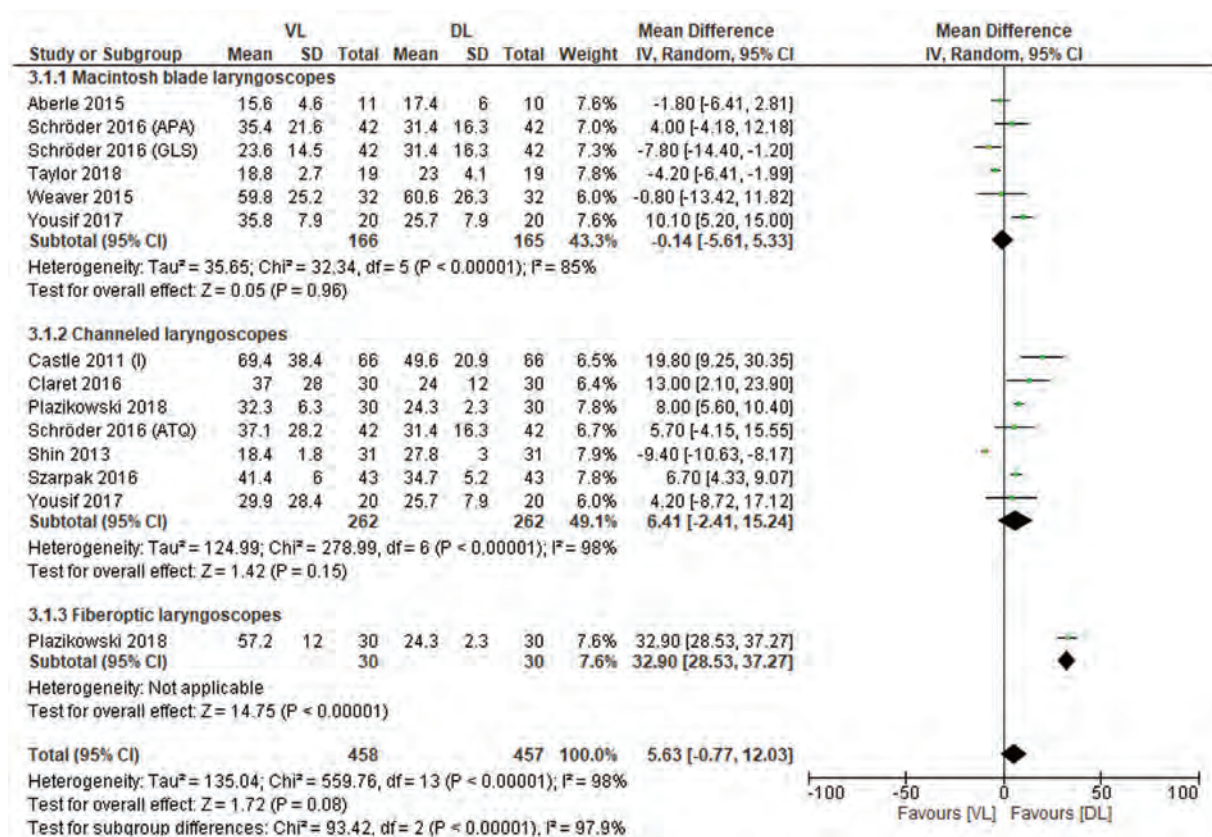 VL DL Mean Difference Mean Difference
Study or Subgroup Mean SD Total Mean SD Total Weight IV, Random, 95% CI IV, Random, 95% CI
3.1.1 Macintosh blade laryngoscopes
Aberle 2015 15.6 4.6 11 17.4 6 10 7.6% -1.80 [-6.41, 2.81]
Schröder 2016 (APA) 35.4 21.6 42 31.4 16.3 42 7.0% 4.00 [-4.18, 12.18]
Schröder 2016 (GLS) 23.6 14.5 42 31.4 16.3 42 7.3% -7.80 [-14.40, -1.20]
Taylor 2018 18.8 2.7 19 23 4.1 19 7.8% -4.20 [-6.41, -1.99]
Weaver 2015 59.8 25.2 32 60.6 26.3 32 6.0% -0.80 [-13.42, 11.82]
Yousif 2017 35.8 7.9 20 25.7 7.9 20 7.6% 10.10 [5.20, 15.00]
Subtotal (95% CI) 166 165 43.3% -0.14 [-5.61, 5.33]
Heterogeneity: Tau² = 35.65; Chi² = 32.34, df = 5 (P < 0.00001); I² = 85%
Test for overall effect: Z = 0.05 (P = 0.96)
3.1.2 Channeled laryngoscopes
Castle 2011 (I) 69.4 38.4 66 49.6 20.9 66 6.5% 19.80 [9.25, 30.35]
Claret 2016 37 28 30 24 12 30 6.4% 13.00 [2.10, 23.90]
Plazikowski 2018 32.3 6.3 30 24.3 2.3 30 7.8% 8.00 [5.60, 10.40]
Schröder 2016 (ATQ) 37.1 28.2 42 31.4 16.3 42 6.7% 5.70 [-4.15, 15.55]
Shin 2013 18.4 1.8 31 27.8 3 31 7.9% -9.40 [-10.63, -8.17]
Szarpak 2016 41.4 6 43 34.7 5.2 43 7.8% 6.70 [4.33, 9.07]
Yousif 2017 29.9 28.4 20 25.7 7.9 20 6.0% 4.20 [-8.72, 17.12]
Subtotal (95% CI) 262 262 49.1% 6.41 [-2.41, 15.24]
Heterogeneity: Tau² = 124.99; Chi² = 278.99, df = 6 (P < 0.00001); I² = 98%
Test for overall effect: Z = 1.42 (P = 0.15)
3.1.3 Fiberoptic laryngoscopes
Plazikowski 2018 57.2 12 30 24.3 2.3 30 7.6% 32.90 [28.53, 37.27]
Subtotal (95% CI) 30 30 7.6% 32.90 [28.53, 37.27]
Heterogeneity: Not applicable
Test for overall effect: Z = 14.75 (P < 0.00001)
Total (95% CI) 458 457 100.0% 5.63 [-0.77, 12.03]
Heterogeneity: Tau² = 135.04; Chi² = 559.76, df = 13 (P < 0.00001); I² = 98%
Test for overall effect: Z = 1.72 (P = 0.08)
Test for subgroup differences: Chi² = 93.42, df = 2 (P < 0.00001), I² = 97.9%
-100 -50 0 50 100
Favours [VL] Favours [DL]